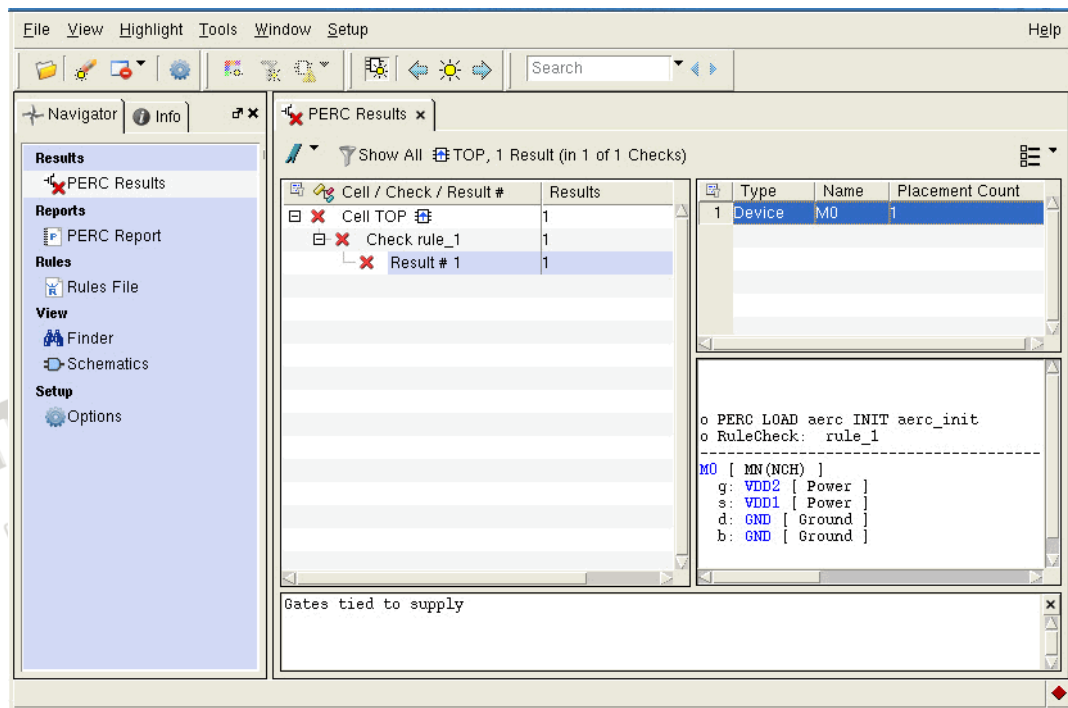 File View Highlight Tools Window Setup Help
Search
Navigator Info
Results
PERC Results
Reports
PERC Report
Rules
Rules File
View
Finder
Schematics
Setup
Options
PERC Results
Show All TOP, 1 Result (in 1 of 1 Checks)
Cell / Check / Result # Results
Cell TOP 1
Check rule_1 1
Result # 1 1
Type Name Placement Count
1 Device M0 1
o PERC LOAD aerc INIT aerc_init
o RuleCheck: rule_1
----------------------------------------
M0 [ MN(NCH) ]
g: VDD2 [ Power ]
s: VDD1 [ Power ]
d: GND [ Ground ]
b: GND [ Ground ]
Gates tied to supply